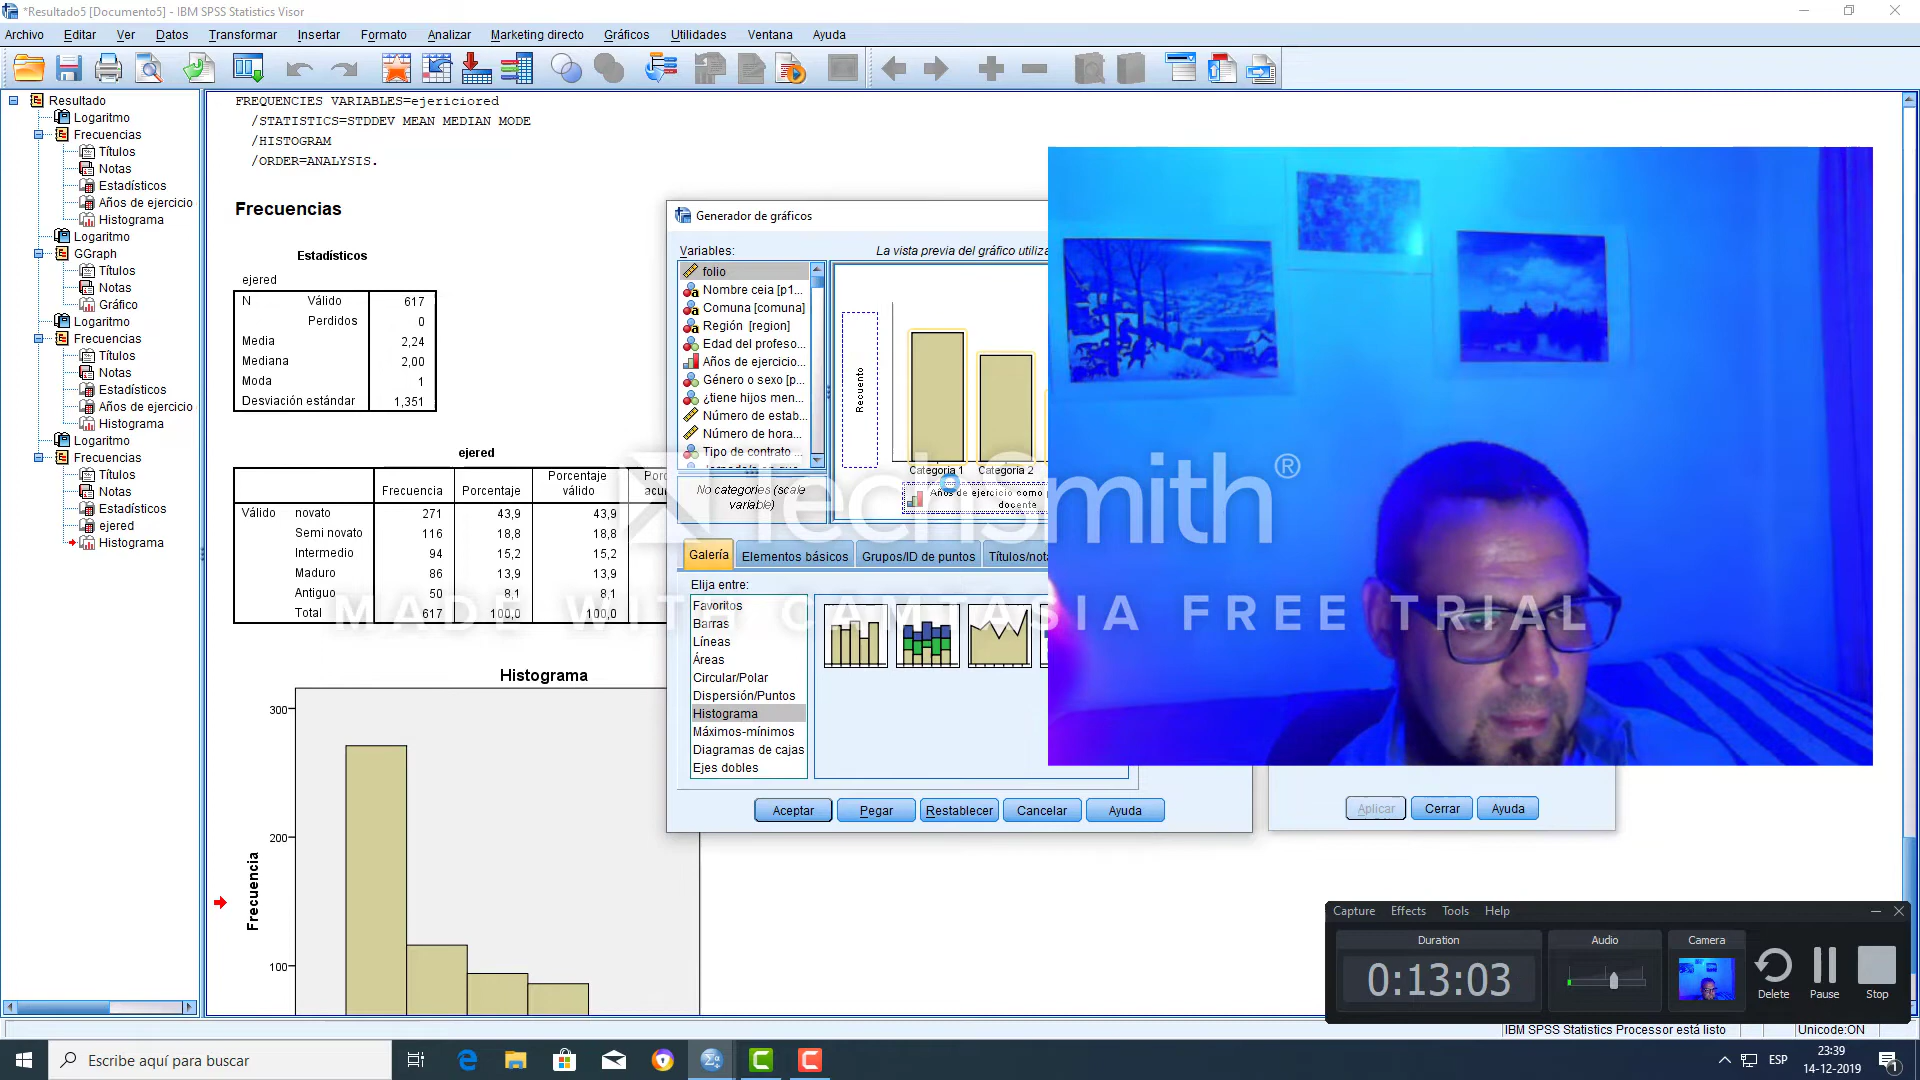 *Resultado5 [Documento5] - IBM SPSS Statistics Visor
Archivo Editar Ver Datos Transformar Insertar Formato Analizar Marketing directo Gráficos Utilidades Ventana Ayuda
Resultado
Logaritmo
Frecuencias
Títulos
Notas
Estadísticos
Años de ejercicio
Histograma
Logaritmo
GGraph
Títulos
Notas
Gráfico
Logaritmo
Frecuencias
Títulos
Notas
Estadísticos
Años de ejercicio
Histograma
Logaritmo
Frecuencias
Títulos
Notas
Estadísticos
ejered
Histograma
FREQUENCIES VARIABLES=ejericiored
/STATISTICS=STDDEV MEAN MEDIAN MODE
/HISTOGRAM
/ORDER=ANALYSIS.
Frecuencias
Estadísticos
ejered
N Válido 617
Perdidos 0
Media 2,24
Mediana 2,00
Moda 1
Desviación estándar 1,351
ejered
Frecuencia Porcentaje Porcentaje válido
Válido novato 271 43,9 43,9
Semi novato 116 18,8 18,8
Intermedio 94 15,2 15,2
Maduro 86 13,9 13,9
Antiguo 50 8,1 8,1
Total 617 100,0 100,0
Histograma
300
200
100
Frecuencia
Generador de gráficos
Variables:
La vista previa del gráfico utiliza
folio
Nombre ceia [p1...
Comuna [comuna]
Región [region]
Edad del profeso...
Años de ejercicio...
Género o sexo [p...
¿tiene hijos men...
Número de estab...
Número de hora...
Tipo de contrato ...
No categories (scale
variable)
Recuento
Categoría 1 Categoría 2
Años de ejercicio como
docente
Galería Elementos básicos Grupos/ID de puntos Títulos/nota
Elija entre:
Favoritos
Barras
Líneas
Áreas
Circular/Polar
Dispersión/Puntos
Histograma
Máximos-mínimos
Diagramas de cajas
Ejes dobles
Aceptar Pegar Restablecer Cancelar Ayuda
Aplicar Cerrar Ayuda
TechSmith®
MADE WITH CAMTASIA FREE TRIAL
Capture Effects Tools Help
Duration Audio Camera
0:13:03
Delete Pause Stop
IBM SPSS Statistics Processor está listo Unicode:ON
Escribe aquí para buscar
ESP
23:39
14-12-2019
1